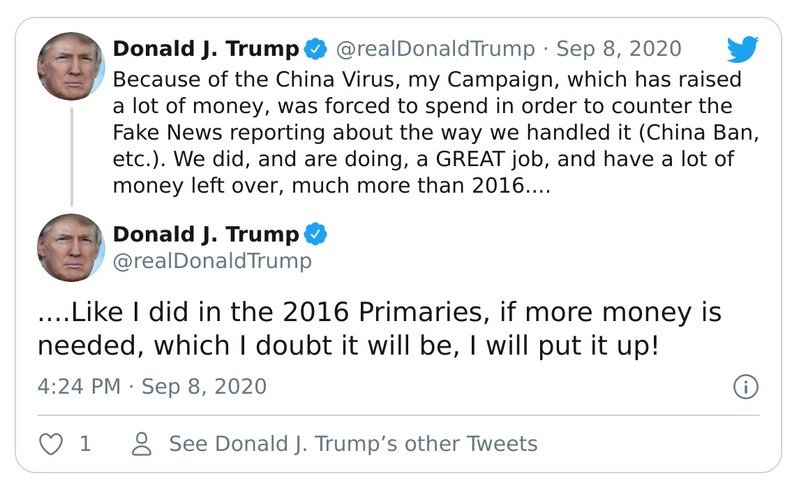 Donald J. Trump @realDonaldTrump · Sep 8, 2020
Because of the China Virus, my Campaign, which has raised
a lot of money, was forced to spend in order to counter the
Fake News reporting about the way we handled it (China Ban,
etc.). We did, and are doing, a GREAT job, and have a lot of
money left over, much more than 2016....
Donald J. Trump
@realDonaldTrump
....Like I did in the 2016 Primaries, if more money is
needed, which I doubt it will be, I will put it up!
4:24 PM · Sep 8, 2020
1 See Donald J. Trump’s other Tweets